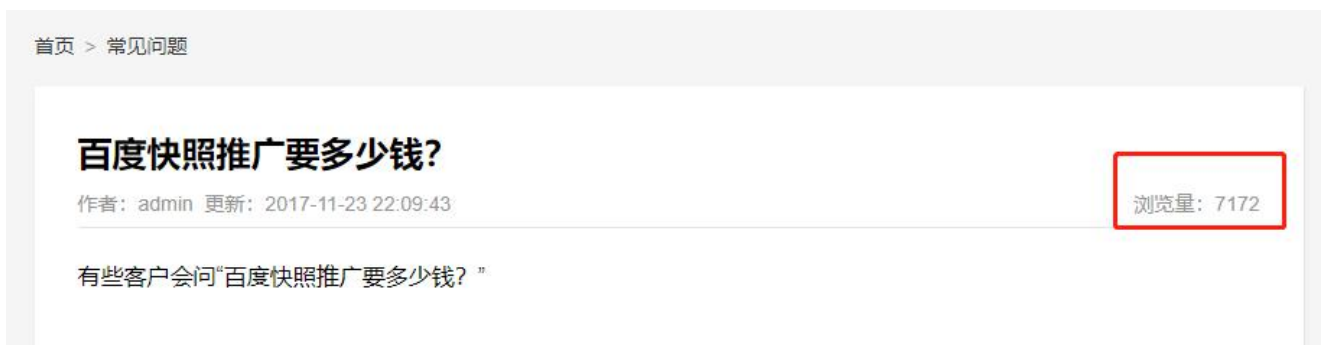 首页 > 常见问题
百度快照推广要多少钱?
作者：admin 更新：2017-11-23 22:09:43
浏览量：7172
有些客户会问“百度快照推广要多少钱？”